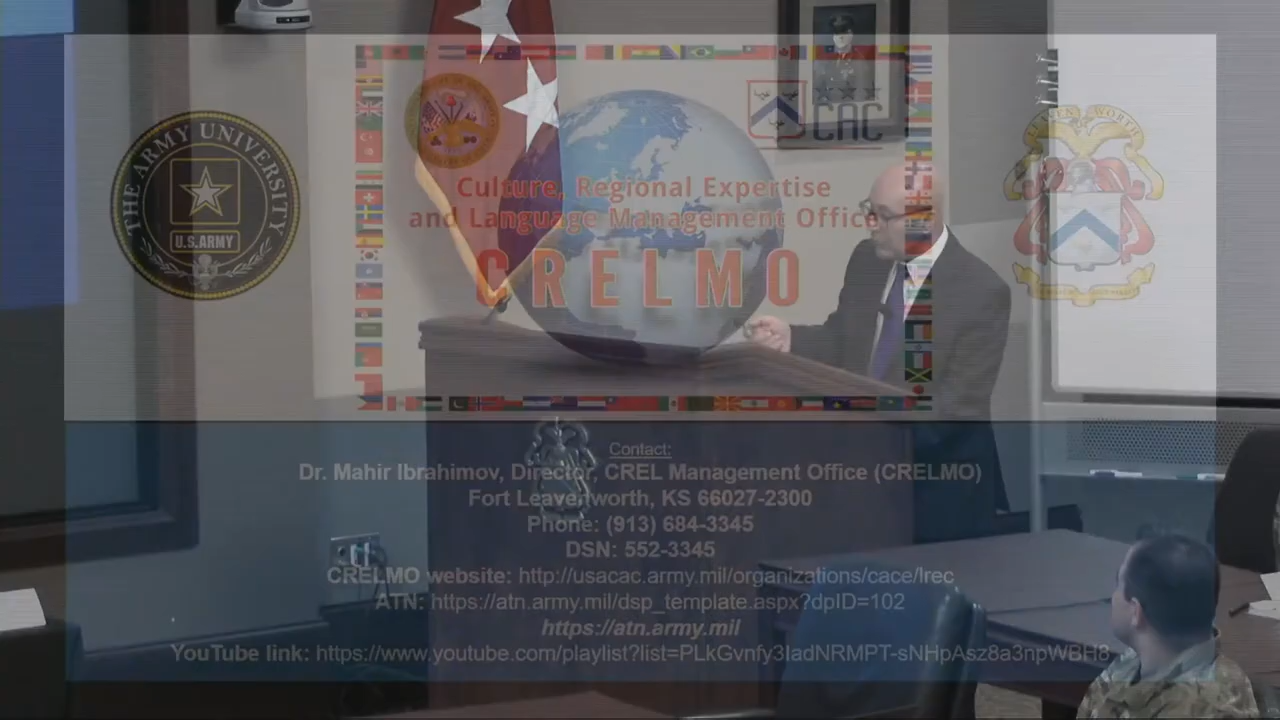 THE ARMY UNIVERSITY
U.S.ARMY
CAC
Culture, Regional Expertise
and Language Management Office
CRELMO
Contact:
Dr. Mahir Ibrahimov, Director, CREL Management Office (CRELMO)
Fort Leavenworth, KS 66027-2300
Phone: (913) 684-3345
DSN: 552-3345
CRELMO website: http://usacac.army.mil/organizations/cace/lrec
ATN: https://atn.army.mil/dsp_template.aspx?dpID=102
https://atn.army.mil
YouTube link: https://www.youtube.com/playlist?list=PLkGvnfy3IadNRMPT-sNHpAsz8a3npWBH8